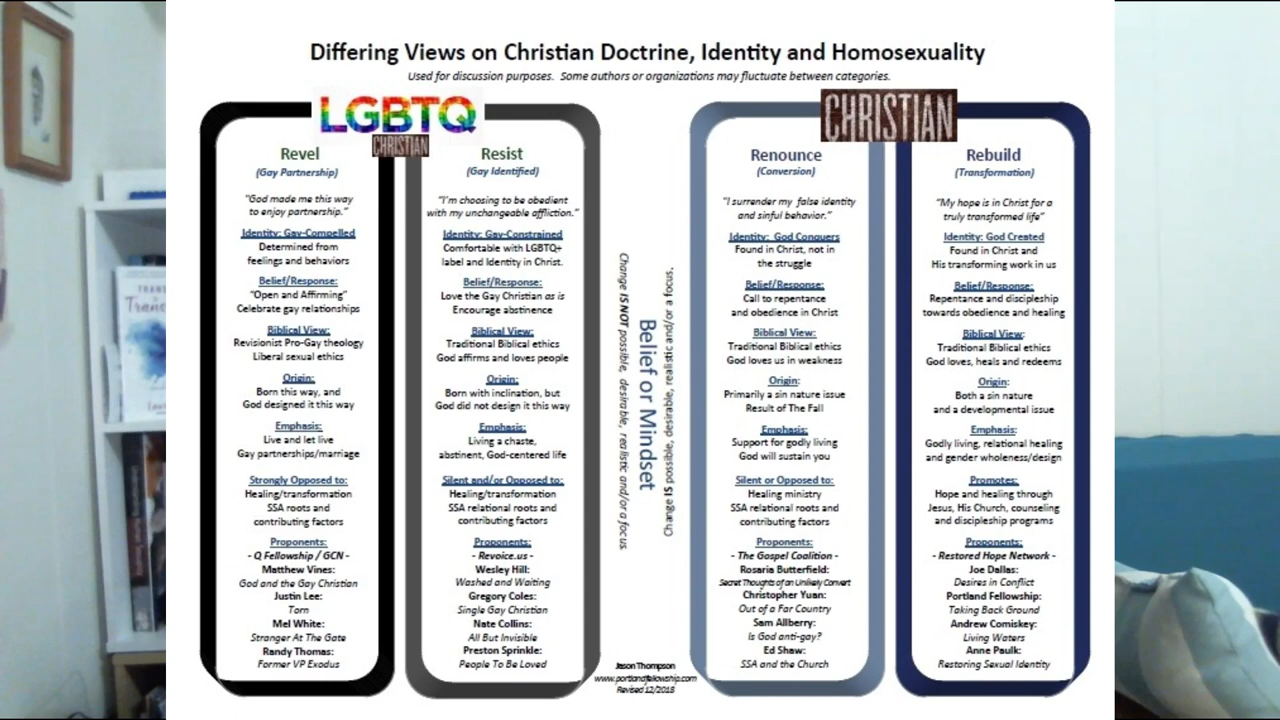 Differing Views on Christian Doctrine, Identity and Homosexuality
Used for discussion purposes. Some authors or organizations may fluctuate between categories.
LGBTQ
CHRISTIAN
Revel
(Gay Partnership)
"God made me this way
to enjoy partnership."
Identity: Gay-Compelled
Determined from
feelings and behaviors
Belief/Response:
"Open and Affirming"
Celebrate gay relationships
Biblical View:
Revisionist Pro-Gay theology
Liberal sexual ethics
Origin:
Born this way, and
God designed it this way
Emphasis:
Live and let live
Gay partnerships/marriage
Strongly Opposed to:
Healing/transformation
SSA roots and
contributing factors
Proponents:
- Q Fellowship / GCN -
Matthew Vines:
God and the Gay Christian
Justin Lee:
Torn
Mel White:
Stranger At The Gate
Randy Thomas:
Former VP Exodus
Resist
(Gay Identified)
"I'm choosing to be obedient
with my unchangeable affliction."
Identity: Gay-Constrained
Comfortable with LGBTQ+
label and Identity in Christ.
Belief/Response:
Love the Gay Christian as is
Encourage abstinence
Biblical View:
Traditional Biblical ethics
God affirms and loves people
Origin:
Born with inclination, but
God did not design it this way
Emphasis:
Living a chaste,
abstinent, God-centered life
Silent and/or Opposed to:
Healing/transformation
SSA relational roots and
contributing factors
Proponents:
- Revoice.us -
Wesley Hill:
Washed and Waiting
Gregory Coles:
Single Gay Christian
Nate Collins:
All But Invisible
Preston Sprinkle:
People To Be Loved
Change IS NOT possible, desirable, realistic and/or a focus.
Belief or Mindset
Change IS possible, desirable, realistic and/or a focus.
Jason Thompson
www.portlandfellowship.com
Revised 12/2018
CHRISTIAN
Renounce
(Conversion)
"I surrender my false identity
and sinful behavior."
Identity: God Conquers
Found in Christ, not in
the struggle
Belief/Response:
Call to repentance
and obedience in Christ
Biblical View:
Traditional Biblical ethics
God loves us in weakness
Origin:
Primarily a sin nature issue
Result of The Fall
Emphasis:
Support for godly living
God will sustain you
Silent or Opposed to:
Healing ministry
SSA relational roots and
contributing factors
Proponents:
- The Gospel Coalition -
Rosaria Butterfield:
Secret Thoughts of an Unlikely Convert
Christopher Yuan:
Out of a Far Country
Sam Allberry:
Is God anti-gay?
Ed Shaw:
SSA and the Church
Rebuild
(Transformation)
"My hope is in Christ for a
truly transformed life"
Identity: God Created
Found in Christ and
His transforming work in us
Belief/Response:
Repentance and discipleship
towards obedience and healing
Biblical View:
Traditional Biblical ethics
God loves, heals and redeems
Origin:
Both a sin nature
and a developmental issue
Emphasis:
Godly living, relational healing
and gender wholeness/design
Promotes:
Hope and healing through
Jesus, His Church, counseling
and discipleship programs
Proponents:
- Restored Hope Network -
Joe Dallas:
Desires in Conflict
Portland Fellowship:
Taking Back Ground
Andrew Comiskey:
Living Waters
Anne Paulk:
Restoring Sexual Identity